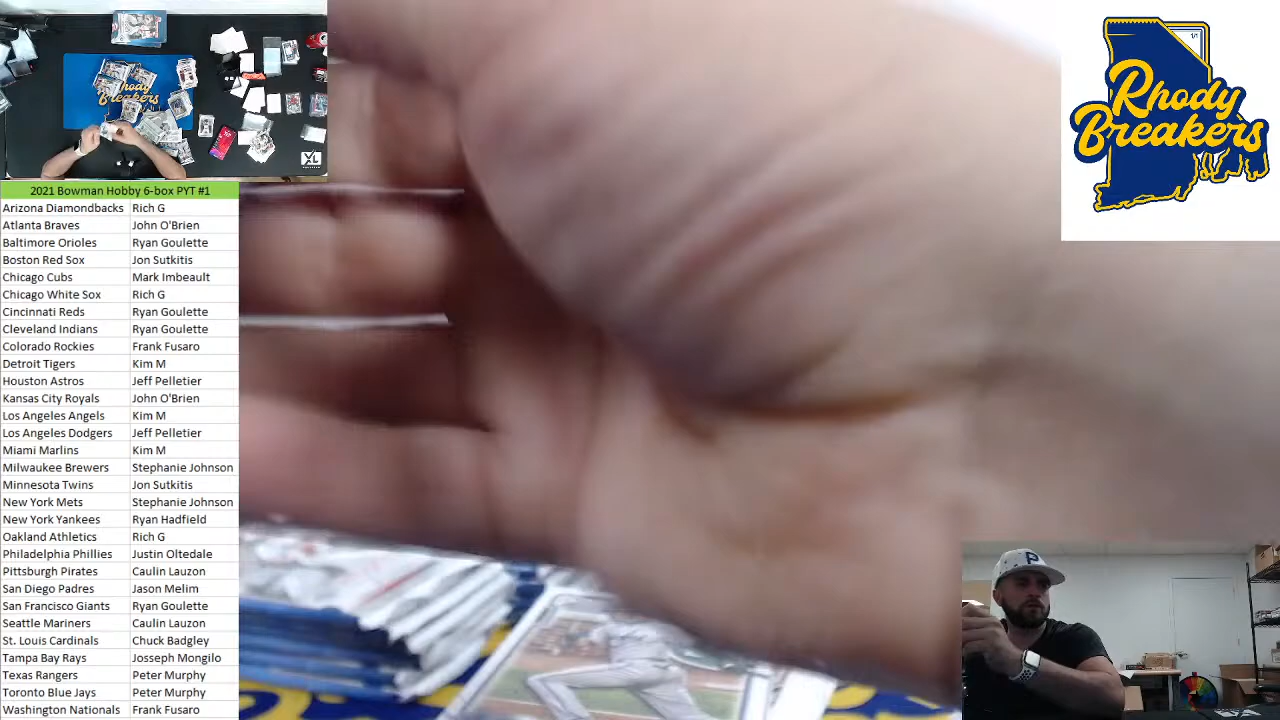 Rhody
Breakers
XL
2021 Bowman Hobby 6-box PYT #1
Arizona Diamondbacks Rich G
Atlanta Braves John O'Brien
Baltimore Orioles Ryan Goulette
Boston Red Sox Jon Sutkitis
Chicago Cubs Mark Imbeault
Chicago White Sox Rich G
Cincinnati Reds Ryan Goulette
Cleveland Indians Ryan Goulette
Colorado Rockies Frank Fusaro
Detroit Tigers Kim M
Houston Astros Jeff Pelletier
Kansas City Royals John O'Brien
Los Angeles Angels Kim M
Los Angeles Dodgers Jeff Pelletier
Miami Marlins Kim M
Milwaukee Brewers Stephanie Johnson
Minnesota Twins Jon Sutkitis
New York Mets Stephanie Johnson
New York Yankees Ryan Hadfield
Oakland Athletics Rich G
Philadelphia Phillies Justin Oltedale
Pittsburgh Pirates Caulin Lauzon
San Diego Padres Jason Melim
San Francisco Giants Ryan Goulette
Seattle Mariners Caulin Lauzon
St. Louis Cardinals Chuck Badgley
Tampa Bay Rays Josseph Mongilo
Texas Rangers Peter Murphy
Toronto Blue Jays Peter Murphy
Washington Nationals Frank Fusaro
1/1
Rhody
Breakers
P